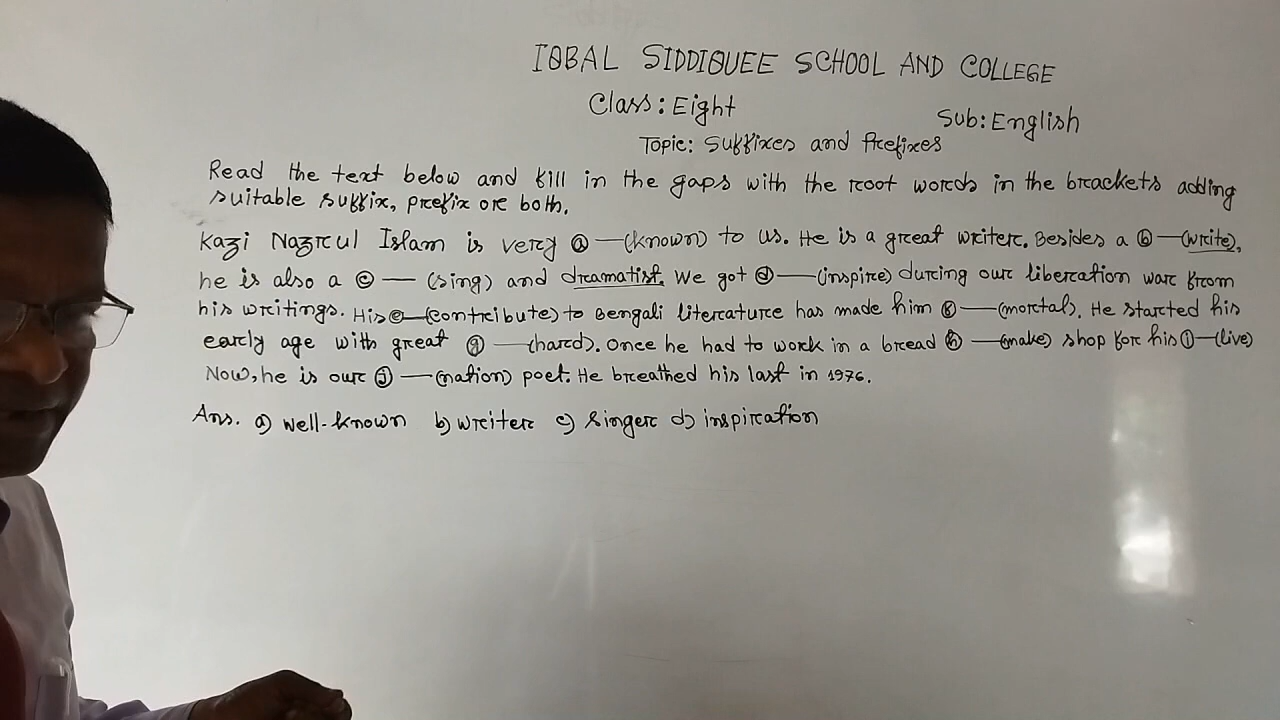 IQBAL SIDDIQUEE SCHOOL AND COLLEGE
Class: Eight Sub: English
Topic: Suffixes and Prefixes
Read the text below and fill in the gaps with the root words in the brackets adding
suitable suffix, prefix or both.
Kazi Nazrul Islam is very ⓐ —(known) to us. He is a great writer. Besides a ⓑ —(write),
he is also a ⓒ — (sing) and dramatist. We got ⓓ —(inspire) during our liberation war from
his writings. His ⓔ —(contribute) to Bengali literature has made him ⓕ —(mortal). He started his
early age with great ⓖ —(hard). Once he had to work in a bread ⓗ —(make) shop for his ⓘ —(live)
Now, he is our ⓙ —(nation) poet. He breathed his last in 1976.
Ans. a) well-known b) writer c) singer d) inspiration